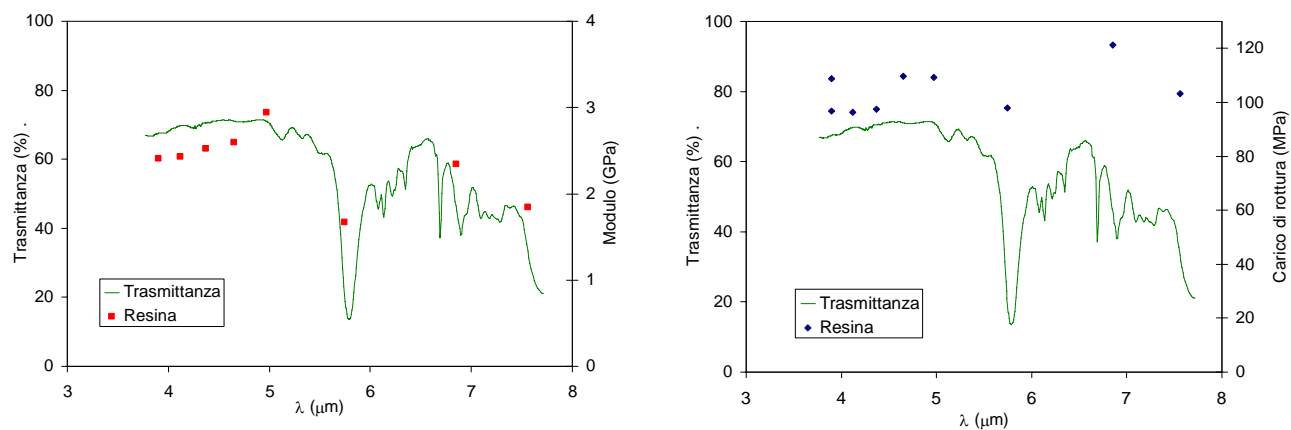 100
80
60
40
20
0
Trasmittanza (%) .
4
3
2
1
0
Modulo (GPa)
Trasmittanza
Resina
3 4 5 6 7 8
λ (μm)
100
80
60
40
20
0
Trasmittanza (%) .
120
100
80
60
40
20
0
Carico di rottura (MPa)
Trasmittanza
Resina
3 4 5 6 7 8
λ (μm)